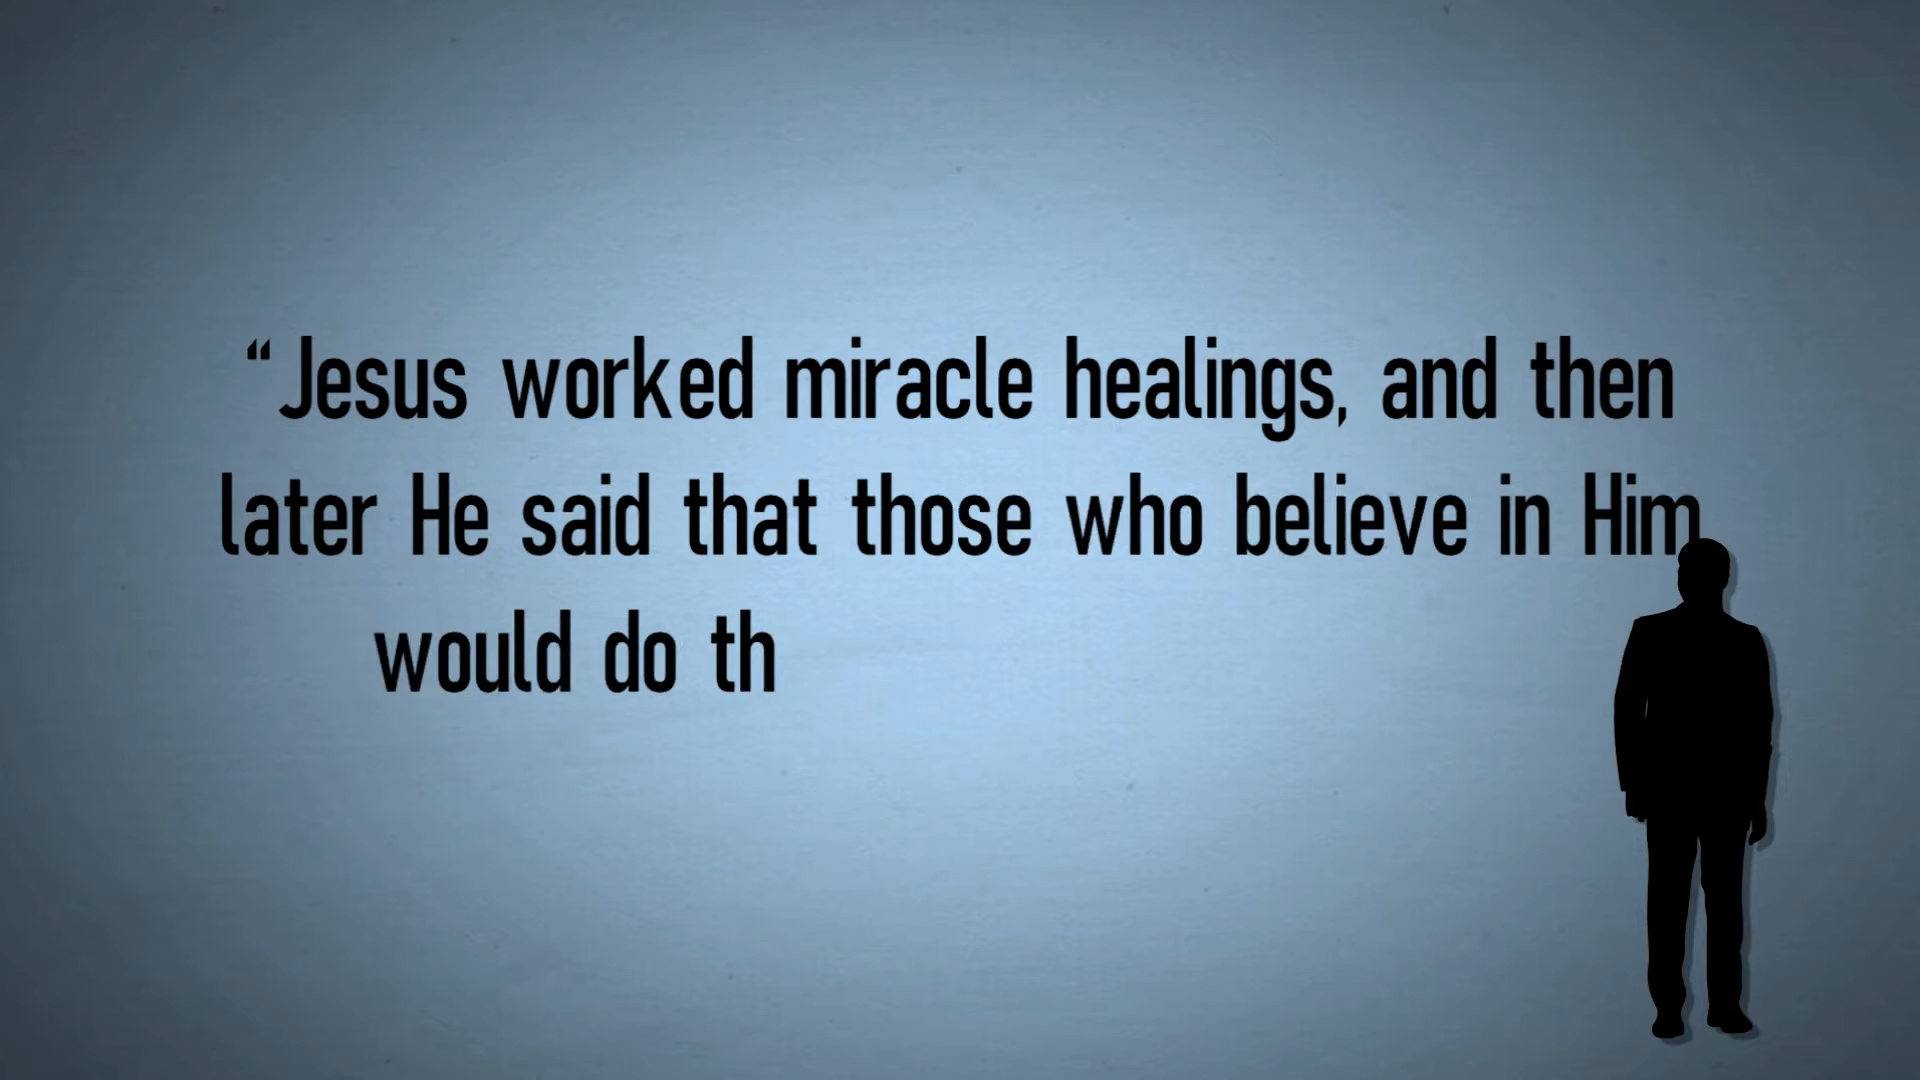 “Jesus worked miracle healings, and then
later He said that those who believe in Him
would do th